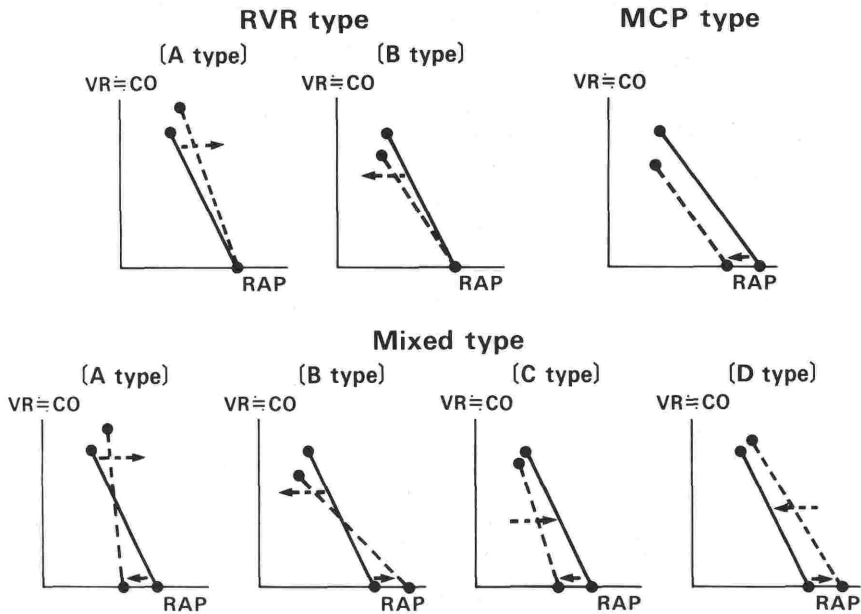 RVR type
MCP type
(A type)
(B type)
VR≒CO
VR≒CO
VR≒CO
RAP
RAP
RAP
Mixed type
(A type)
(B type)
(C type)
(D type)
VR≒CO
VR≒CO
VR≒CO
VR≒CO
RAP
RAP
RAP
RAP